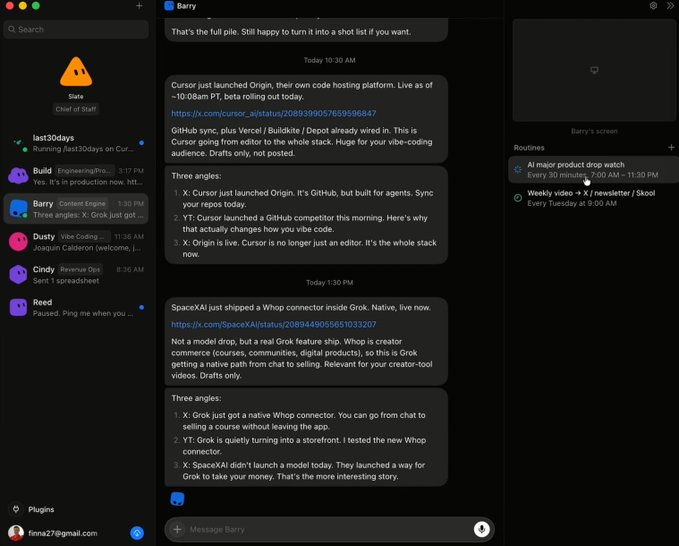 Search
Slate
Chief of Staff
last30days
Running /last30days on Cur...
Build Engineering/Pro... 3:17 PM
Yes. It's in production now. htt...
Barry Content Engine 1:30 PM
Three angles: X: Grok just got ...
Dusty Vibe Coding ... 11:36 AM
Joaquin Calderon (welcome, j...
Cindy Revenue Ops 8:36 AM
Sent 1 spreadsheet
Reed
Paused. Ping me when you ...
Plugins
finna27@gmail.com
Barry
That's the full pile. Still happy to turn it into a shot list if you want.
Today 10:30 AM
Cursor just launched Origin, their own code hosting platform. Live as of
~10:08am PT, beta rolling out today.
https://x.com/cursor_ai/status/2089399057659596847
GitHub sync, plus Vercel / Buildkite / Depot already wired in. This is
Cursor going from editor to the whole stack. Huge for your vibe-coding
audience. Drafts only, not posted.
Three angles:
1. X: Cursor just launched Origin. It's GitHub, but built for agents. Sync
your repos today.
2. YT: Cursor launched a GitHub competitor this morning. Here's why
that actually changes how you vibe code.
3. X: Origin is live. Cursor is no longer just an editor. It's the whole stack
now.
Today 1:30 PM
SpaceXAI just shipped a Whop connector inside Grok. Native, live now.
https://x.com/SpaceXAI/status/2089449055651033207
Not a model drop, but a real Grok feature ship. Whop is creator
commerce (courses, communities, digital products), so this is Grok
getting a native path from chat to selling. Relevant for your creator-tool
videos. Drafts only.
Three angles:
1. X: Grok just got a native Whop connector. You can go from chat to
selling a course without leaving the app.
2. YT: Grok is quietly turning into a storefront. I tested the new Whop
connector.
3. X: SpaceXAI didn't launch a model today. They launched a way for
Grok to take your money. That's the more interesting story.
Message Barry
Barry's screen
Routines
AI major product drop watch
Every 30 minutes, 7:00 AM – 11:30 PM
Weekly video → X / newsletter / Skool
Every Tuesday at 9:00 AM